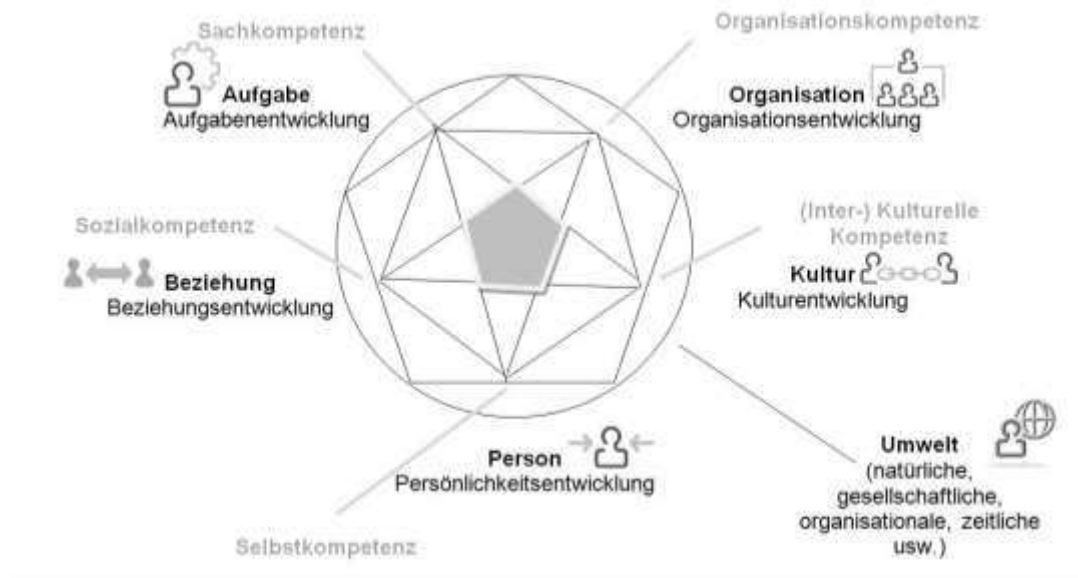 Sachkompetenz
Aufgabe
Aufgabenentwicklung
Organisationskompetenz
Organisation
Organisationsentwicklung
Sozialkompetenz
Beziehung
Beziehungsentwicklung
(Inter-) Kulturelle
Kompetenz
Kultur
Kulturentwicklung
Person
Persönlichkeitsentwicklung
Selbstkompetenz
Umwelt
(natürliche,
gesellschaftliche,
organisationale, zeitliche
usw.)